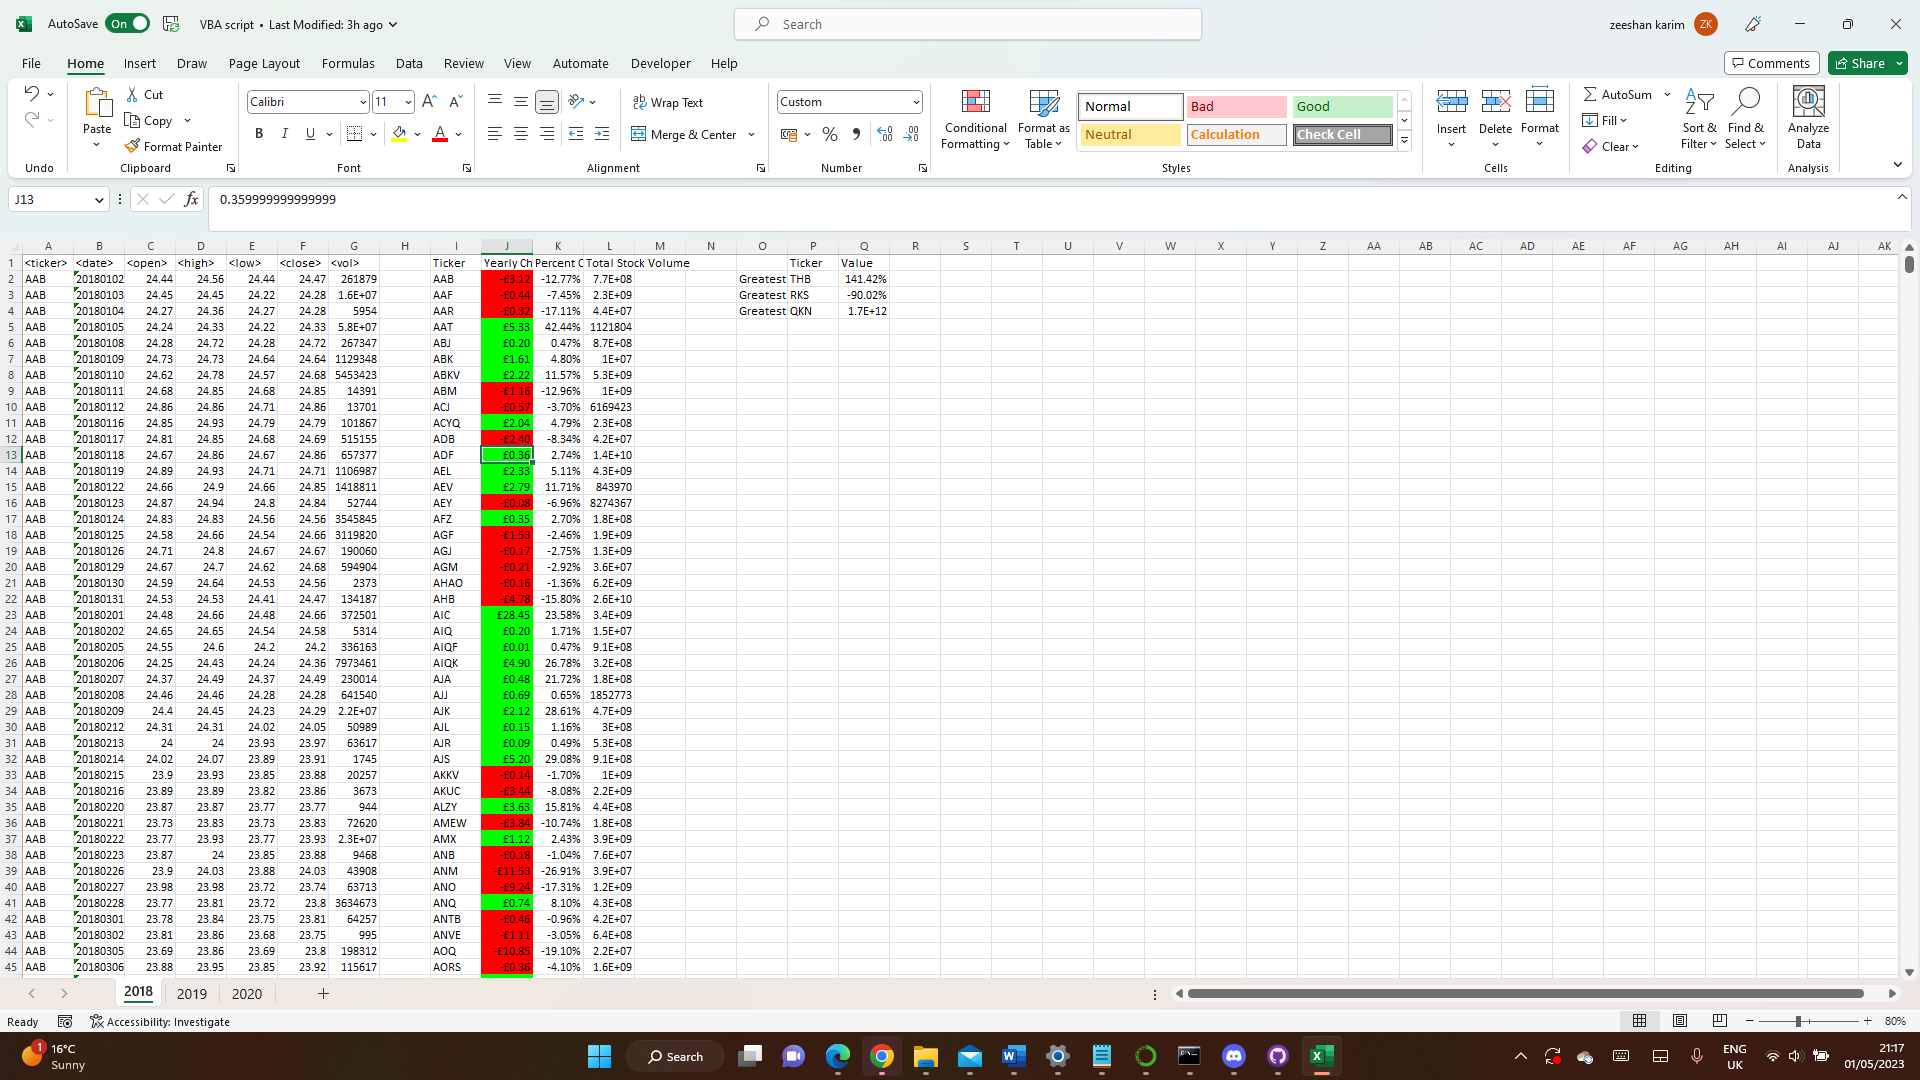 AutoSave On VBA script • Last Modified: 3h ago Search zeeshan karim ZK
File Home Insert Draw Page Layout Formulas Data Review View Automate Developer Help Comments Share
Cut Calibri 11 Wrap Text Custom Normal Bad Good AutoSum
Paste Copy Conditional Formatting Format as Table Insert Delete Format Fill Sort & Filter Find & Select Analyze Data
Format Painter B I U Merge & Center % Neutral Calculation Check Cell Clear
Undo Clipboard Font Alignment Number Styles Cells Editing Analysis
J13 fx 0.359999999999999
A B C D E F G H I J K L M N O P Q R S T U V W X Y Z AA AB AC AD AE AF AG AH AI AJ AK
1 <ticker> <date> <open> <high> <low> <close> <vol> Ticker Yearly Ch Percent C Total Stock Volume Ticker Value
2 AAB 20180102 24.44 24.56 24.44 24.47 261879 AAB -£3.12 -12.77% 7.7E+08 Greatest THB 141.42%
3 AAB 20180103 24.45 24.45 24.22 24.28 1.6E+07 AAF -£0.44 -7.45% 2.3E+09 Greatest RKS -90.02%
4 AAB 20180104 24.27 24.36 24.27 24.28 5954 AAR -£0.32 -17.11% 4.4E+07 Greatest QKN 1.7E+12
5 AAB 20180105 24.24 24.33 24.22 24.33 5.8E+07 AAT £5.33 42.44% 1121804
6 AAB 20180108 24.28 24.72 24.28 24.72 267347 ABJ £0.20 0.47% 8.7E+08
7 AAB 20180109 24.73 24.73 24.64 24.64 1129348 ABK £1.61 4.80% 1E+07
8 AAB 20180110 24.62 24.78 24.57 24.68 5453423 ABKV £2.22 11.57% 5.3E+09
9 AAB 20180111 24.68 24.85 24.68 24.85 14391 ABM -£1.16 -12.96% 1E+09
10 AAB 20180112 24.86 24.86 24.71 24.86 13701 ACJ -£0.57 -3.70% 6169423
11 AAB 20180116 24.85 24.93 24.79 24.79 101867 ACYQ £2.04 4.79% 2.3E+08
12 AAB 20180117 24.81 24.85 24.68 24.69 515155 ADB -£2.40 -8.34% 4.2E+07
13 AAB 20180118 24.67 24.86 24.67 24.86 657377 ADF £0.36 2.74% 1.4E+10
14 AAB 20180119 24.89 24.93 24.71 24.71 1106987 AEL £2.33 5.11% 4.3E+09
15 AAB 20180122 24.66 24.9 24.66 24.85 1418811 AEV £2.79 11.71% 843970
16 AAB 20180123 24.87 24.94 24.8 24.84 52744 AEY -£0.08 -6.96% 8274367
17 AAB 20180124 24.83 24.83 24.56 24.56 3545845 AFZ £0.35 2.70% 1.8E+08
18 AAB 20180125 24.58 24.66 24.54 24.66 3119820 AGF -£1.53 -2.46% 1.9E+09
19 AAB 20180126 24.71 24.8 24.67 24.67 190060 AGJ -£0.17 -2.75% 1.3E+09
20 AAB 20180129 24.67 24.7 24.62 24.68 594904 AGM -£0.21 -2.92% 3.6E+07
21 AAB 20180130 24.59 24.64 24.53 24.56 2373 AHAO -£0.16 -1.36% 6.2E+09
22 AAB 20180131 24.53 24.53 24.41 24.47 134187 AHB -£4.78 -15.80% 2.6E+10
23 AAB 20180201 24.48 24.66 24.48 24.66 372501 AIC £28.45 23.58% 3.4E+09
24 AAB 20180202 24.65 24.65 24.54 24.58 5314 AIQ £0.20 1.71% 1.5E+07
25 AAB 20180205 24.55 24.6 24.2 24.2 336163 AIQF £0.01 0.47% 9.1E+08
26 AAB 20180206 24.25 24.43 24.24 24.36 7973461 AIQK £4.90 26.78% 3.2E+08
27 AAB 20180207 24.37 24.49 24.37 24.49 230014 AJA £0.48 21.72% 1.8E+08
28 AAB 20180208 24.46 24.46 24.28 24.28 641540 AJJ £0.69 0.65% 1852773
29 AAB 20180209 24.4 24.45 24.23 24.29 2.2E+07 AJK £2.12 28.61% 4.7E+09
30 AAB 20180212 24.31 24.31 24.02 24.05 50989 AJL £0.15 1.16% 3E+08
31 AAB 20180213 24 24 23.93 23.97 63617 AJR £0.09 0.49% 5.3E+08
32 AAB 20180214 24.02 24.07 23.89 23.91 1745 AJS £5.20 29.08% 9.1E+08
33 AAB 20180215 23.9 23.93 23.85 23.88 20257 AKKV -£0.14 -1.70% 1E+09
34 AAB 20180216 23.89 23.89 23.82 23.86 3673 AKUC -£3.44 -8.08% 2.2E+09
35 AAB 20180220 23.87 23.87 23.77 23.77 944 ALZY £3.63 15.81% 4.4E+08
36 AAB 20180221 23.73 23.83 23.73 23.83 72620 AMEW -£3.84 -10.74% 1.8E+08
37 AAB 20180222 23.77 23.93 23.77 23.93 2.3E+07 AMX £1.12 2.43% 3.9E+09
38 AAB 20180223 23.87 24 23.85 23.88 9468 ANB -£0.18 -1.04% 7.6E+07
39 AAB 20180226 23.9 24.03 23.88 24.03 43908 ANM -£11.53 -26.91% 3.9E+07
40 AAB 20180227 23.98 23.98 23.72 23.74 63713 ANO -£9.24 -17.31% 1.2E+09
41 AAB 20180228 23.77 23.81 23.72 23.8 3634673 ANQ £0.74 8.10% 4.3E+08
42 AAB 20180301 23.78 23.84 23.75 23.81 64257 ANTB -£0.46 -0.96% 4.2E+07
43 AAB 20180302 23.81 23.86 23.68 23.75 995 ANVE -£1.11 -3.05% 6.4E+08
44 AAB 20180305 23.69 23.86 23.69 23.8 198312 AOQ -£10.85 -19.10% 2.2E+07
45 AAB 20180306 23.88 23.95 23.85 23.92 115617 AORS -£0.36 -4.10% 1.6E+09
2018 2019 2020 +
Ready Accessibility: Investigate 80%
1 16°C Sunny Search ENG UK 21:17 01/05/2023